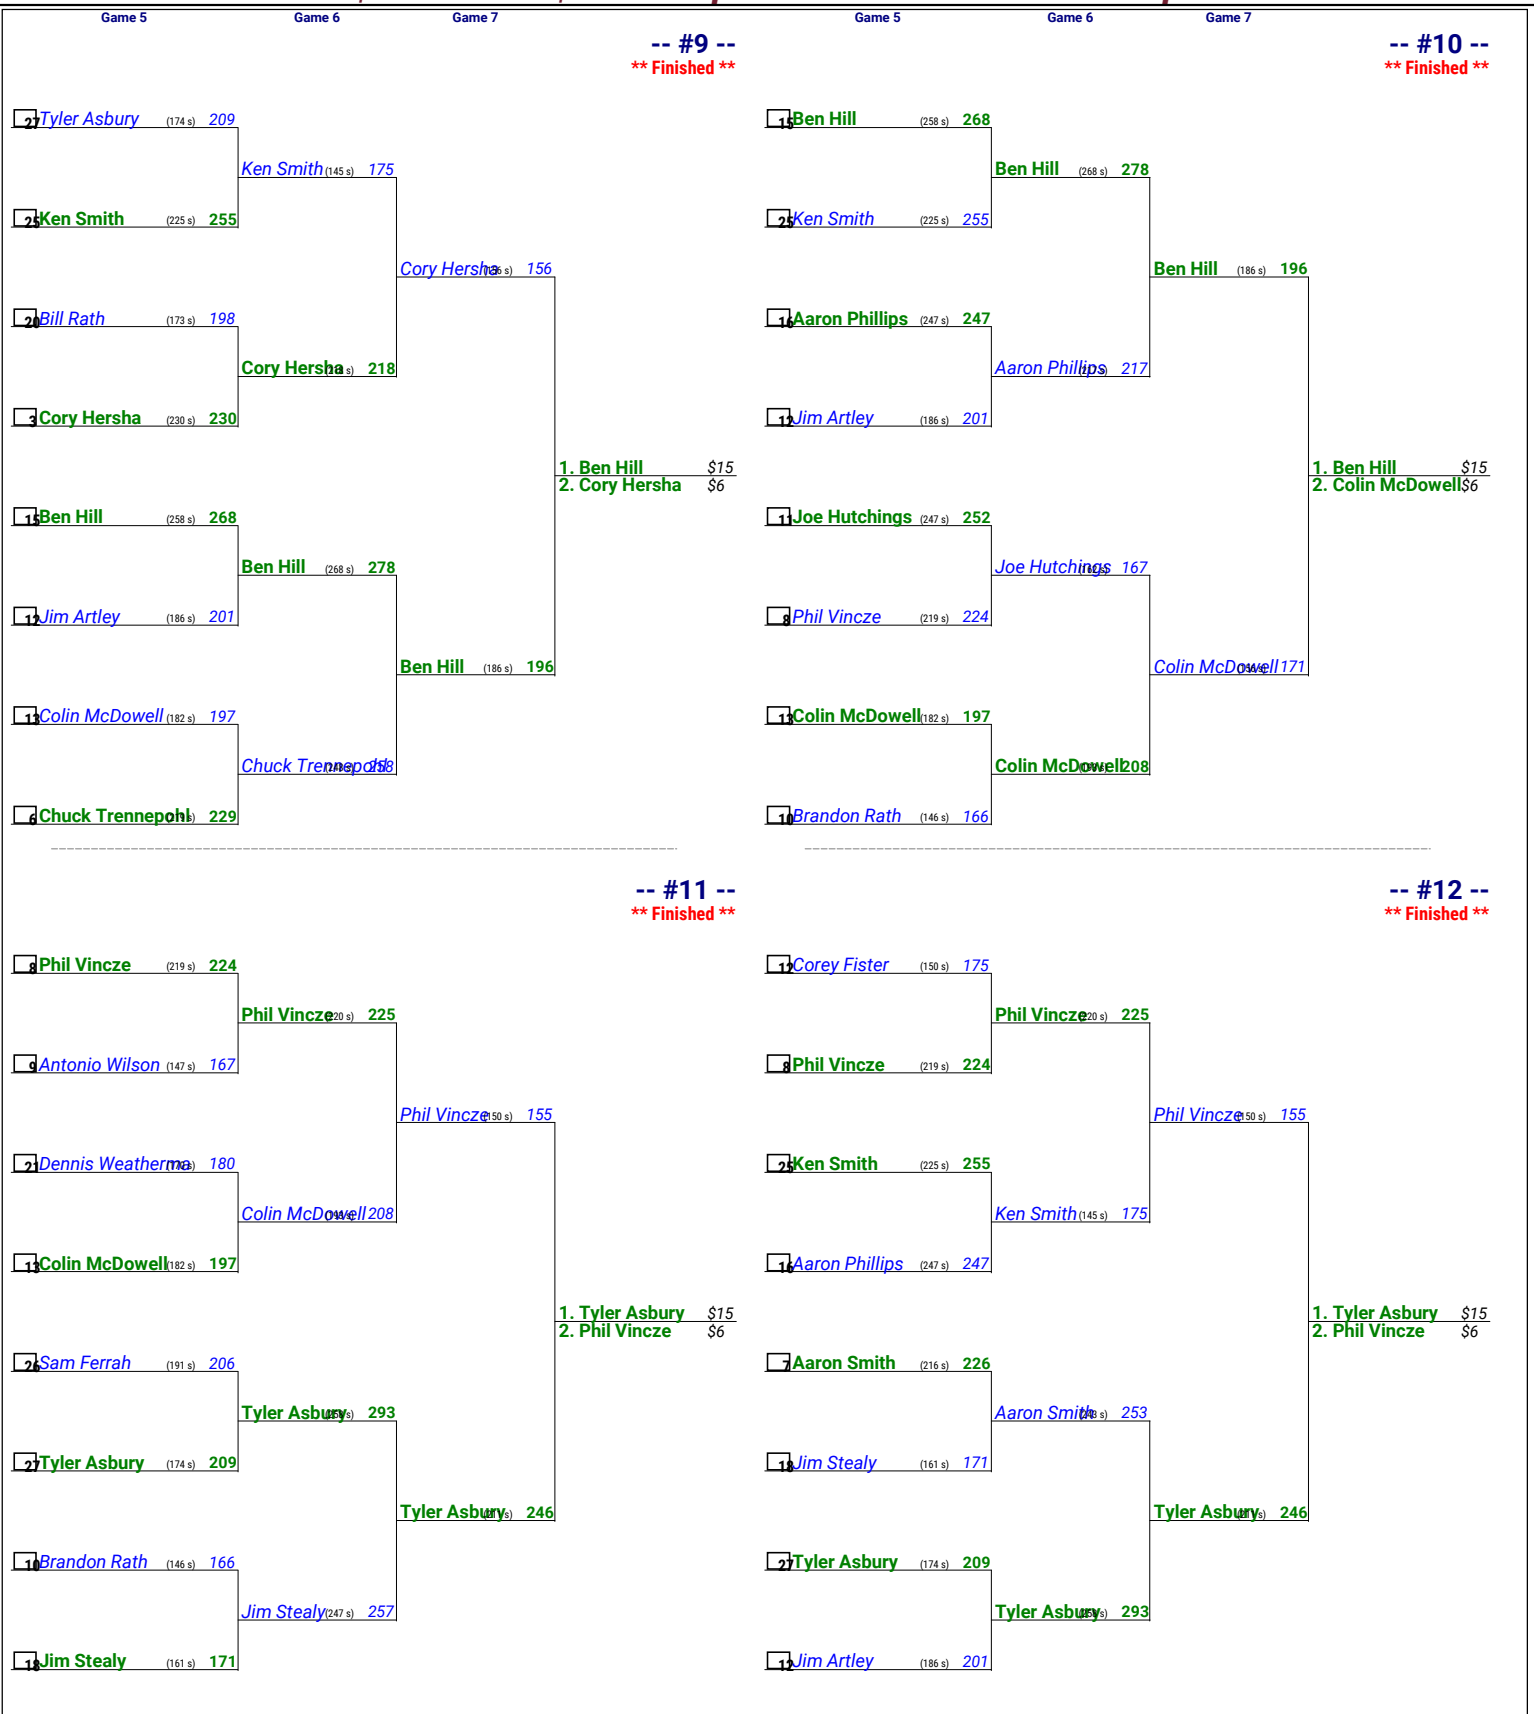 Game 5 Game 6 Game 7 Game 5 Game 6 Game 7
-- #9 --
** Finished **
27 Tyler Asbury (174 s) 209
Ken Smith (145 s) 175
25 Ken Smith (225 s) 255
Cory Hersha 156
20 Bill Rath (173 s) 198
Cory Hersha 218
3 Cory Hersha (230 s) 230
1. Ben Hill $15
2. Cory Hersha $6
15 Ben Hill (258 s) 268
Ben Hill (268 s) 278
12 Jim Artley (186 s) 201
Ben Hill (186 s) 196
13 Colin McDowell (182 s) 197
Chuck Trennepohl 258
6 Chuck Trennepohl 229
-- #10 --
** Finished **
15 Ben Hill (258 s) 268
Ben Hill (268 s) 278
25 Ken Smith (225 s) 255
Ben Hill (186 s) 196
16 Aaron Phillips (247 s) 247
Aaron Phillips 217
12 Jim Artley (186 s) 201
1. Ben Hill $15
2. Colin McDowell $6
11 Joe Hutchings (247 s) 252
Joe Hutchings 167
8 Phil Vincze (219 s) 224
Colin McDowell 171
13 Colin McDowell (182 s) 197
Colin McDowell 208
10 Brandon Rath (146 s) 166
-- #11 --
** Finished **
8 Phil Vincze (219 s) 224
Phil Vincze (220 s) 225
9 Antonio Wilson (147 s) 167
Phil Vincze (150 s) 155
21 Dennis Weatherma 180
Colin McDowell 208
13 Colin McDowell (182 s) 197
1. Tyler Asbury $15
2. Phil Vincze $6
26 Sam Ferrah (191 s) 206
Tyler Asbury 293
27 Tyler Asbury (174 s) 209
Tyler Asbury 246
10 Brandon Rath (146 s) 166
Jim Stealy (247 s) 257
18 Jim Stealy (161 s) 171
-- #12 --
** Finished **
12 Corey Fister (150 s) 175
Phil Vincze (220 s) 225
8 Phil Vincze (219 s) 224
Phil Vincze (150 s) 155
25 Ken Smith (225 s) 255
Ken Smith (145 s) 175
16 Aaron Phillips (247 s) 247
1. Tyler Asbury $15
2. Phil Vincze $6
7 Aaron Smith (216 s) 226
Aaron Smith 253
18 Jim Stealy (161 s) 171
Tyler Asbury 246
27 Tyler Asbury (174 s) 209
Tyler Asbury 293
12 Jim Artley (186 s) 201